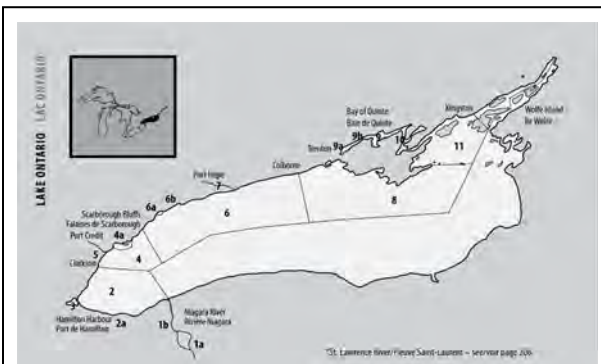 LAKE ONTARIO LAC ONTARIO
Bay of Quinte
Baie de Quinte
Kingston
Wolfe Island
Ile Wolfe
9b
10
Trenton
9a
11
Colborne
Port Hope
7
6b
6a
6
8
Scarborough Bluffs
Falaises de Scarborough
4a
Port Credit
5
4
Clarkson
2
3
Hamilton Harbour
Port de Hamilton
2a
1b
Niagara River
Rivière Niagara
1a
*St. Lawrence River/Fleuve Saint-Laurent – see/voir page 206.